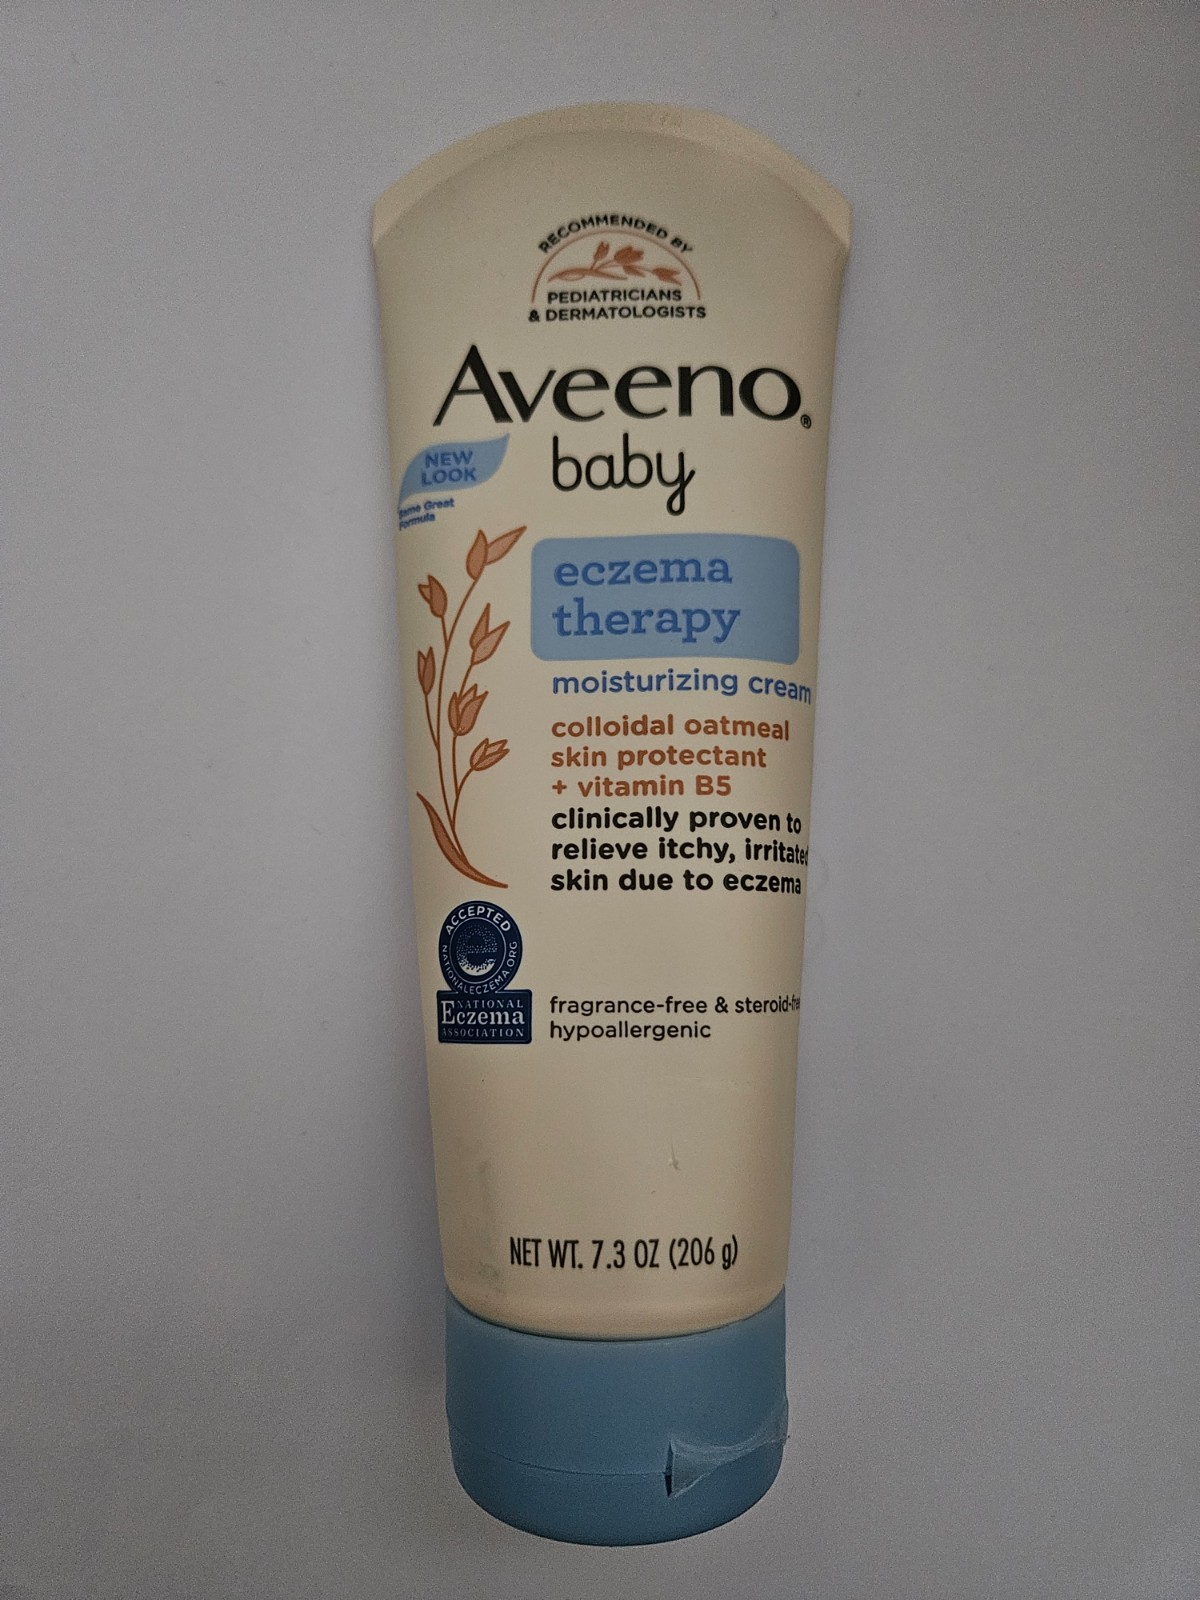 RECOMMENDED BY
PEDIATRICIANS
& DERMATOLOGISTS
Aveeno®
baby
NEW
LOOK
Same Great
Formula
eczema
therapy
moisturizing cream
colloidal oatmeal
skin protectant
+ vitamin B5
clinically proven to
relieve itchy, irritated
skin due to eczema
ACCEPTED
NATIONALECZEMA.ORG
NATIONAL
Eczema
ASSOCIATION
fragrance-free & steroid-free
hypoallergenic
NET WT. 7.3 OZ (206 g)